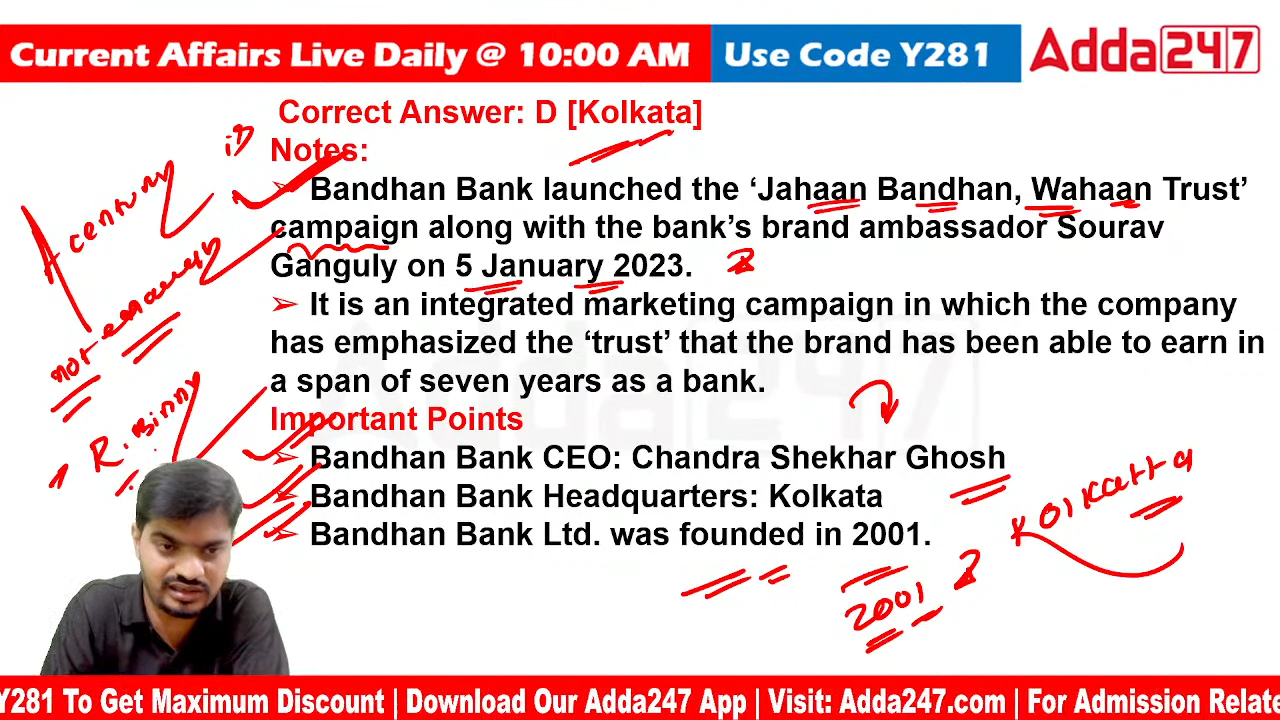 Current Affairs Live Daily @ 10:00 AM
Use Code Y281
Adda247
Correct Answer: D [Kolkata]
Notes:
➢ Bandhan Bank launched the ‘Jahaan Bandhan, Wahaan Trust’
campaign along with the bank’s brand ambassador Sourav
Ganguly on 5 January 2023.
➢ It is an integrated marketing campaign in which the company
has emphasized the ‘trust’ that the brand has been able to earn in
a span of seven years as a bank.
Important Points
➢ Bandhan Bank CEO: Chandra Shekhar Ghosh
➢ Bandhan Bank Headquarters: Kolkata
➢ Bandhan Bank Ltd. was founded in 2001.
R. Binny
not
Kolkatta
2001
Adda247
Y281 To Get Maximum Discount | Download Our Adda247 App | Visit: Adda247.com | For Admission Relate